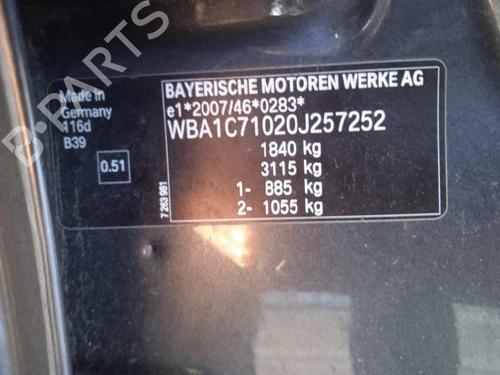 B-PARTS
BAYERISCHE MOTOREN WERKE AG
e1*2007/46*0283*
WBA1C71020J257252
1840 kg
3115 kg
1- 885 kg
2- 1055 kg
Made in
Germany
116d
B39
0.51
7 263 981